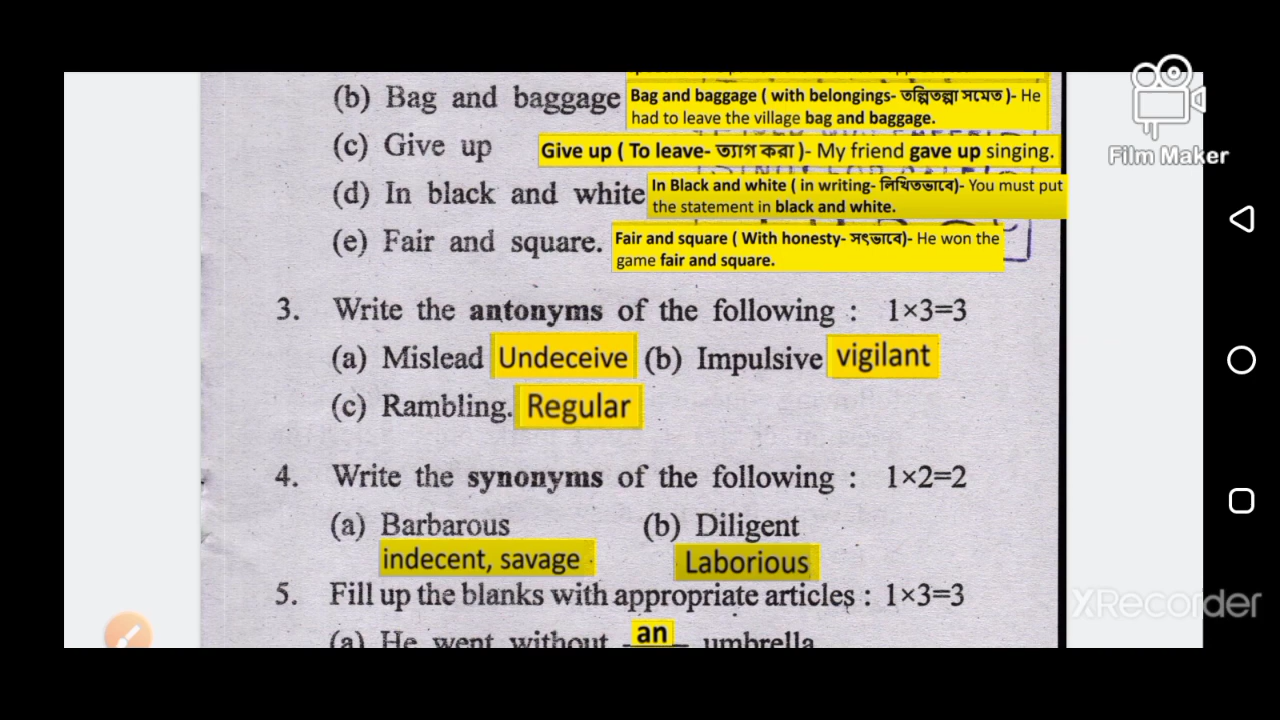 (b) Bag and baggage Bag and baggage ( with belongings- তল্পিতল্পা সমেত )- He
had to leave the village bag and baggage.
(c) Give up Give up ( To leave- ত্যাগ করা )- My friend gave up singing.
(d) In black and white In Black and white ( in writing- লিখিতভাবে)- You must put
the statement in black and white.
(e) Fair and square. Fair and square ( With honesty- সৎভাবে)- He won the
game fair and square.
3. Write the antonyms of the following : 1×3=3
(a) Mislead Undeceive (b) Impulsive vigilant
(c) Rambling. Regular
4. Write the synonyms of the following : 1×2=2
(a) Barbarous (b) Diligent
indecent, savage Laborious
5. Fill up the blanks with appropriate articles : 1×3=3
(a) He went without an umbrella
Film Maker
XRecorder